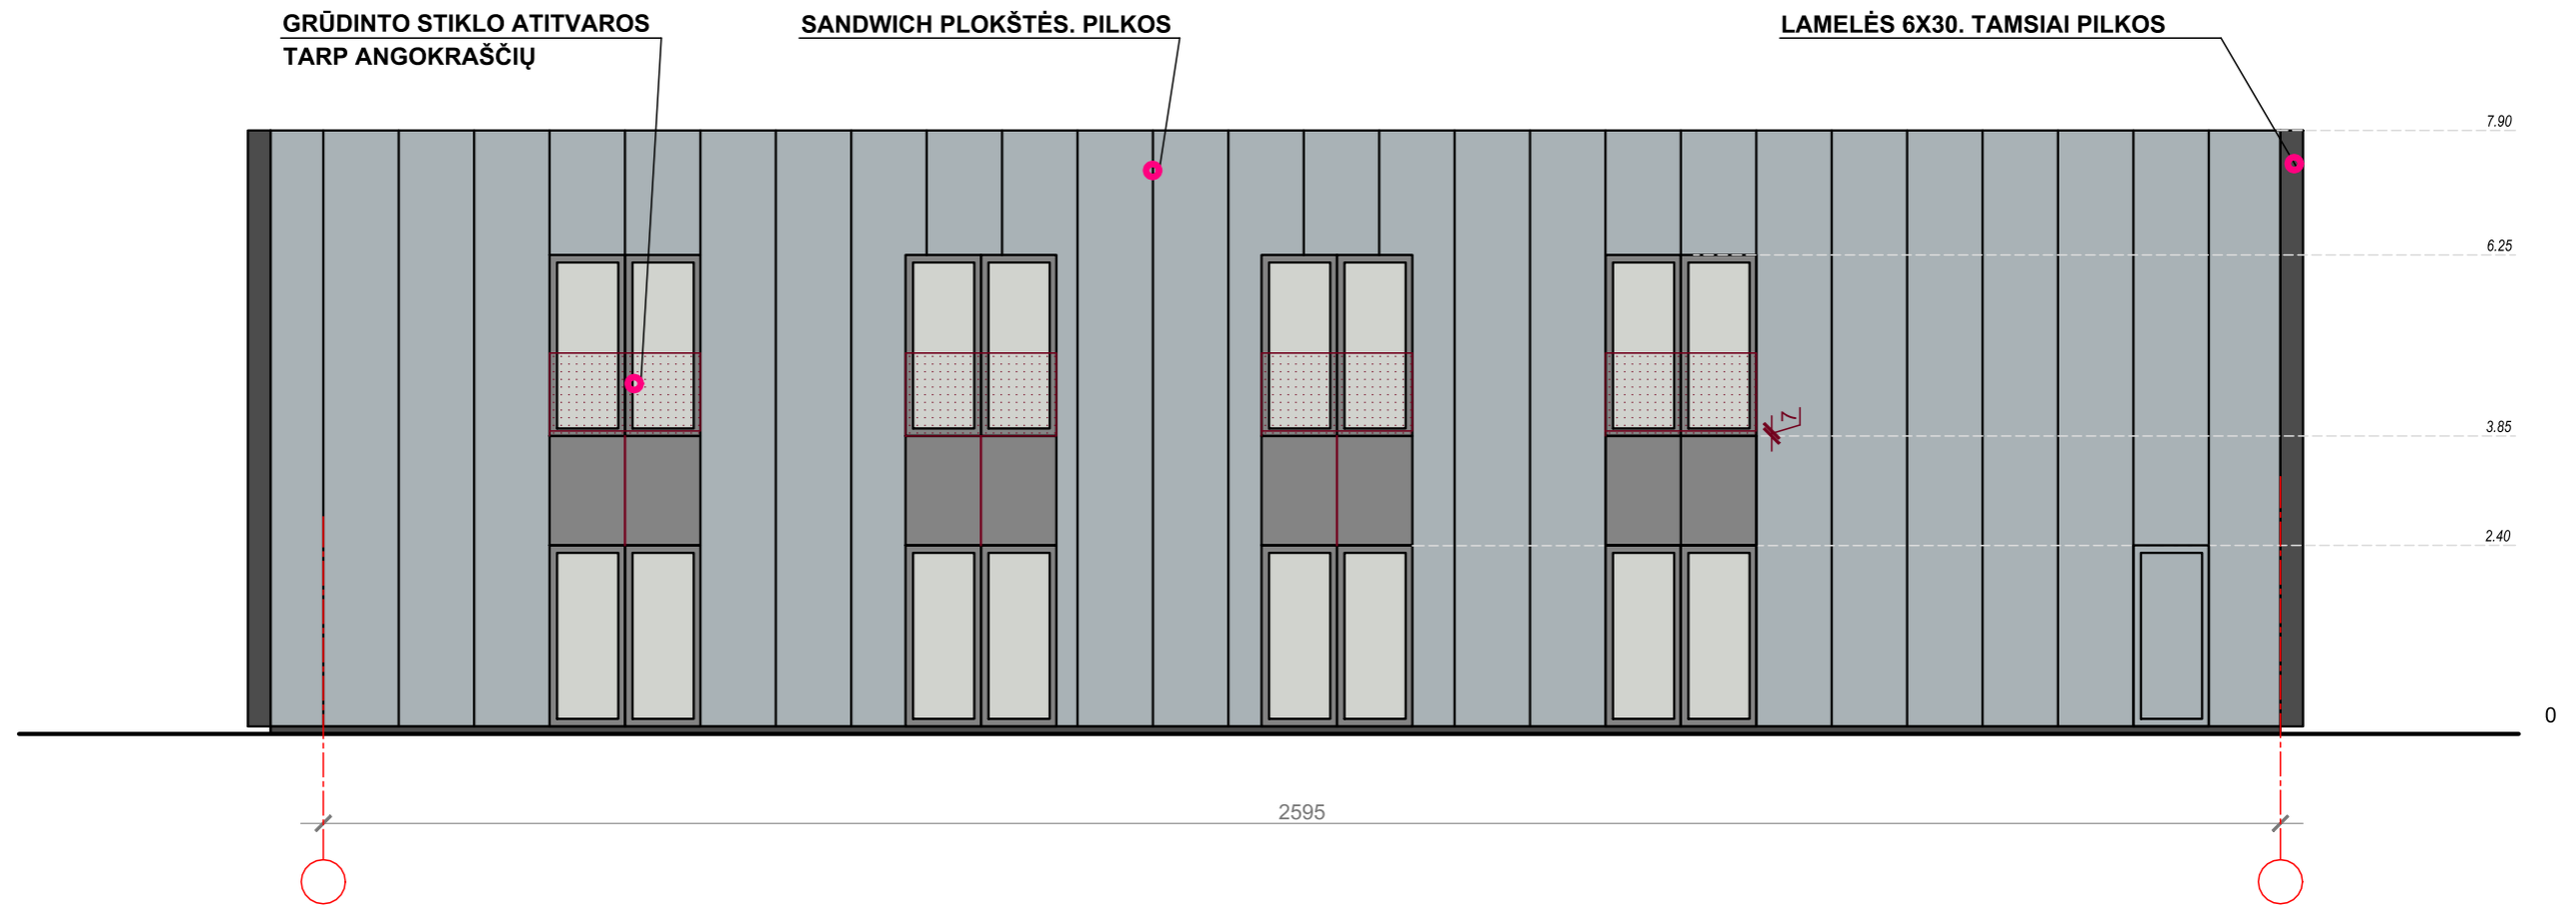 GRŪDINTO STIKLO ATITVAROS
TARP ANGOKRAŠČIŲ
SANDWICH PLOKŠTĖS. PILKOS
LAMELĖS 6X30. TAMSIAI PILKOS
7.90
6.25
7
3.85
2.40
0
2595